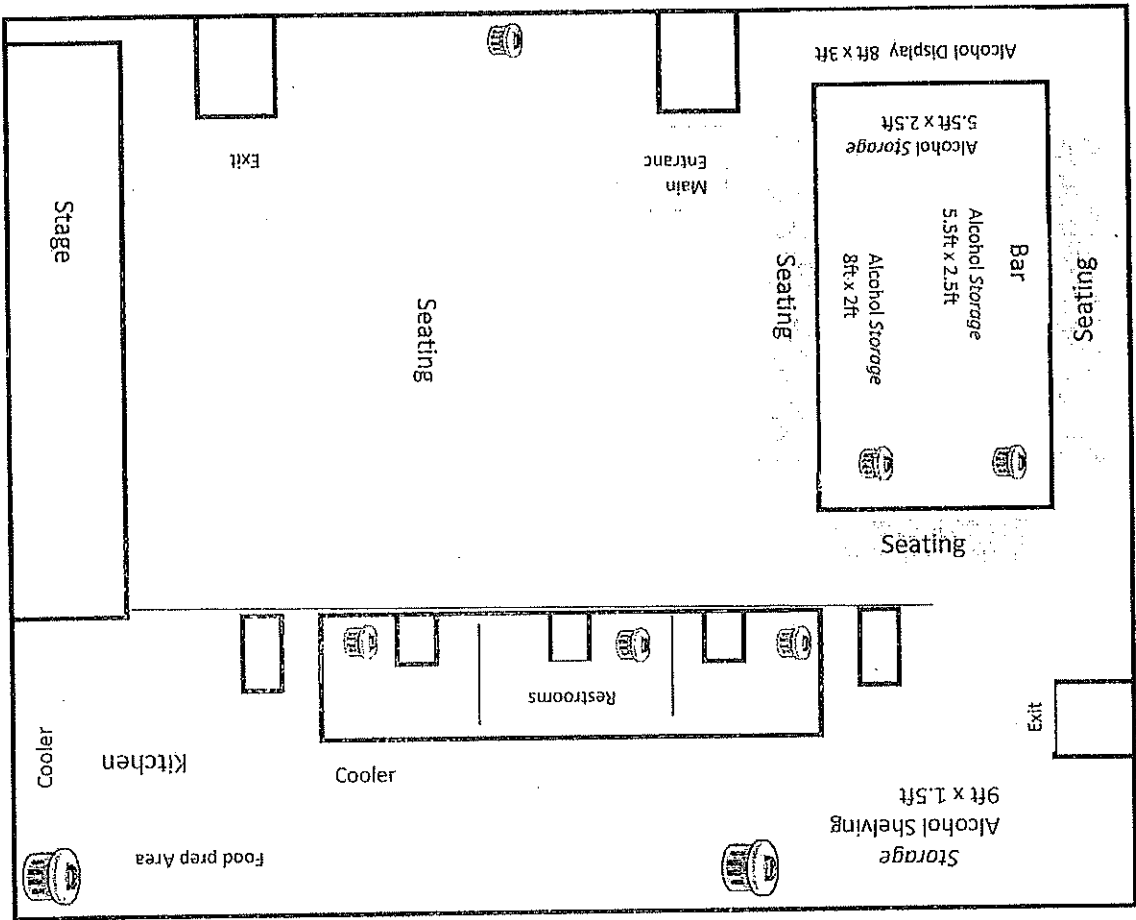 Alcohol Display 8ft x 3ft
Alcohol Storage
5.5ft x 2.5ft
Exit
Main
Entranc
Stage
Bar
Alcohol Storage
5.5ft x 2.5ft
Alcohol Storage
8ft x 2ft
Seating
Seating
Seating
Seating
Restrooms
Exit
Cooler
Kitchen
Cooler
Food prep Area
Storage
Alcohol Shelving
9ft x 1.5ft